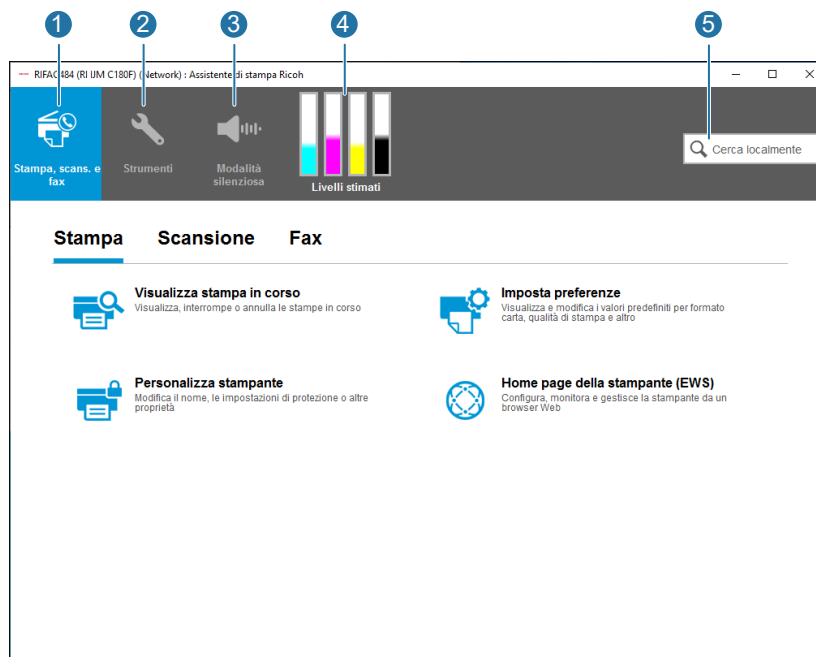 1 2 3 4 5
RIFAC484 (RI IJM C180F) (Network) : Assistente di stampa Ricoh
Stampa, scans. e
fax
Strumenti
Modalità
silenziosa
Livelli stimati
Cerca localmente
Stampa Scansione Fax
Visualizza stampa in corso
Visualizza, interrompe o annulla le stampe in corso
Imposta preferenze
Visualizza e modifica i valori predefiniti per formato
carta, qualità di stampa e altro
Personalizza stampante
Modifica il nome, le impostazioni di protezione o altre
proprietà
Home page della stampante (EWS)
Configura, monitora e gestisce la stampante da un
browser Web